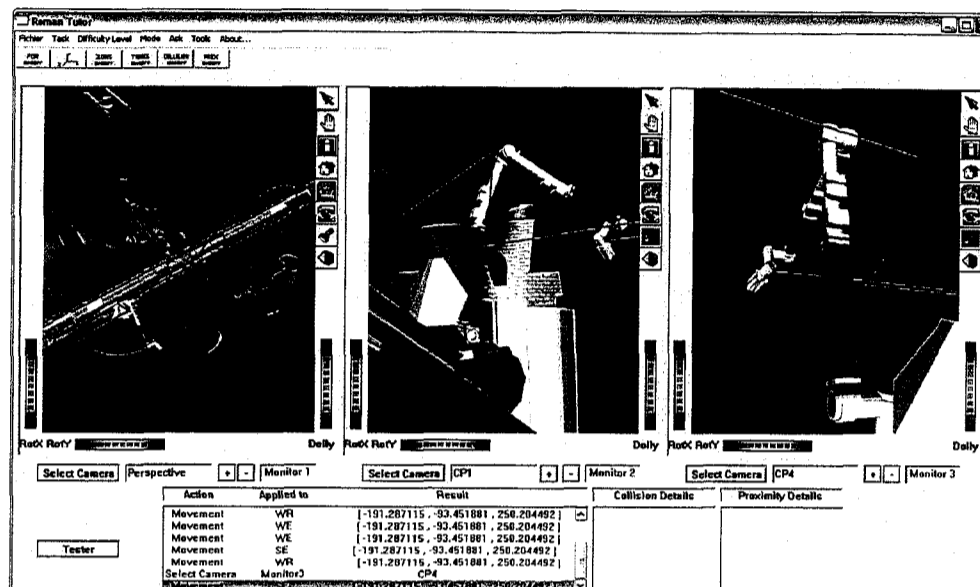 Roman Tutor
Fichier Task Difficulty Level Mode Ask Tools About...
RotX RotY Dolly RotX RotY Dolly RotX RotY Dolly
Select Camera Perspective + - Monitor 1 Select Camera CP1 + - Monitor 2 Select Camera CP4 + - Monitor 3
Action Applied to Result Collision Details Proximity Details
Movement WR [-191.287115 , -93.451881 , 250.204492 ]
Movement WE [-191.287115 , -93.451881 , 250.204492 ]
Movement WE [-191.287115 , -93.451881 , 250.204492 ]
Tester
Movement SE [-191.287115 , -93.451881 , 250.204492 ]
Movement WR [-191.287115 , -93.451881 , 250.204492 ]
Select Camera Monitor3 CP4